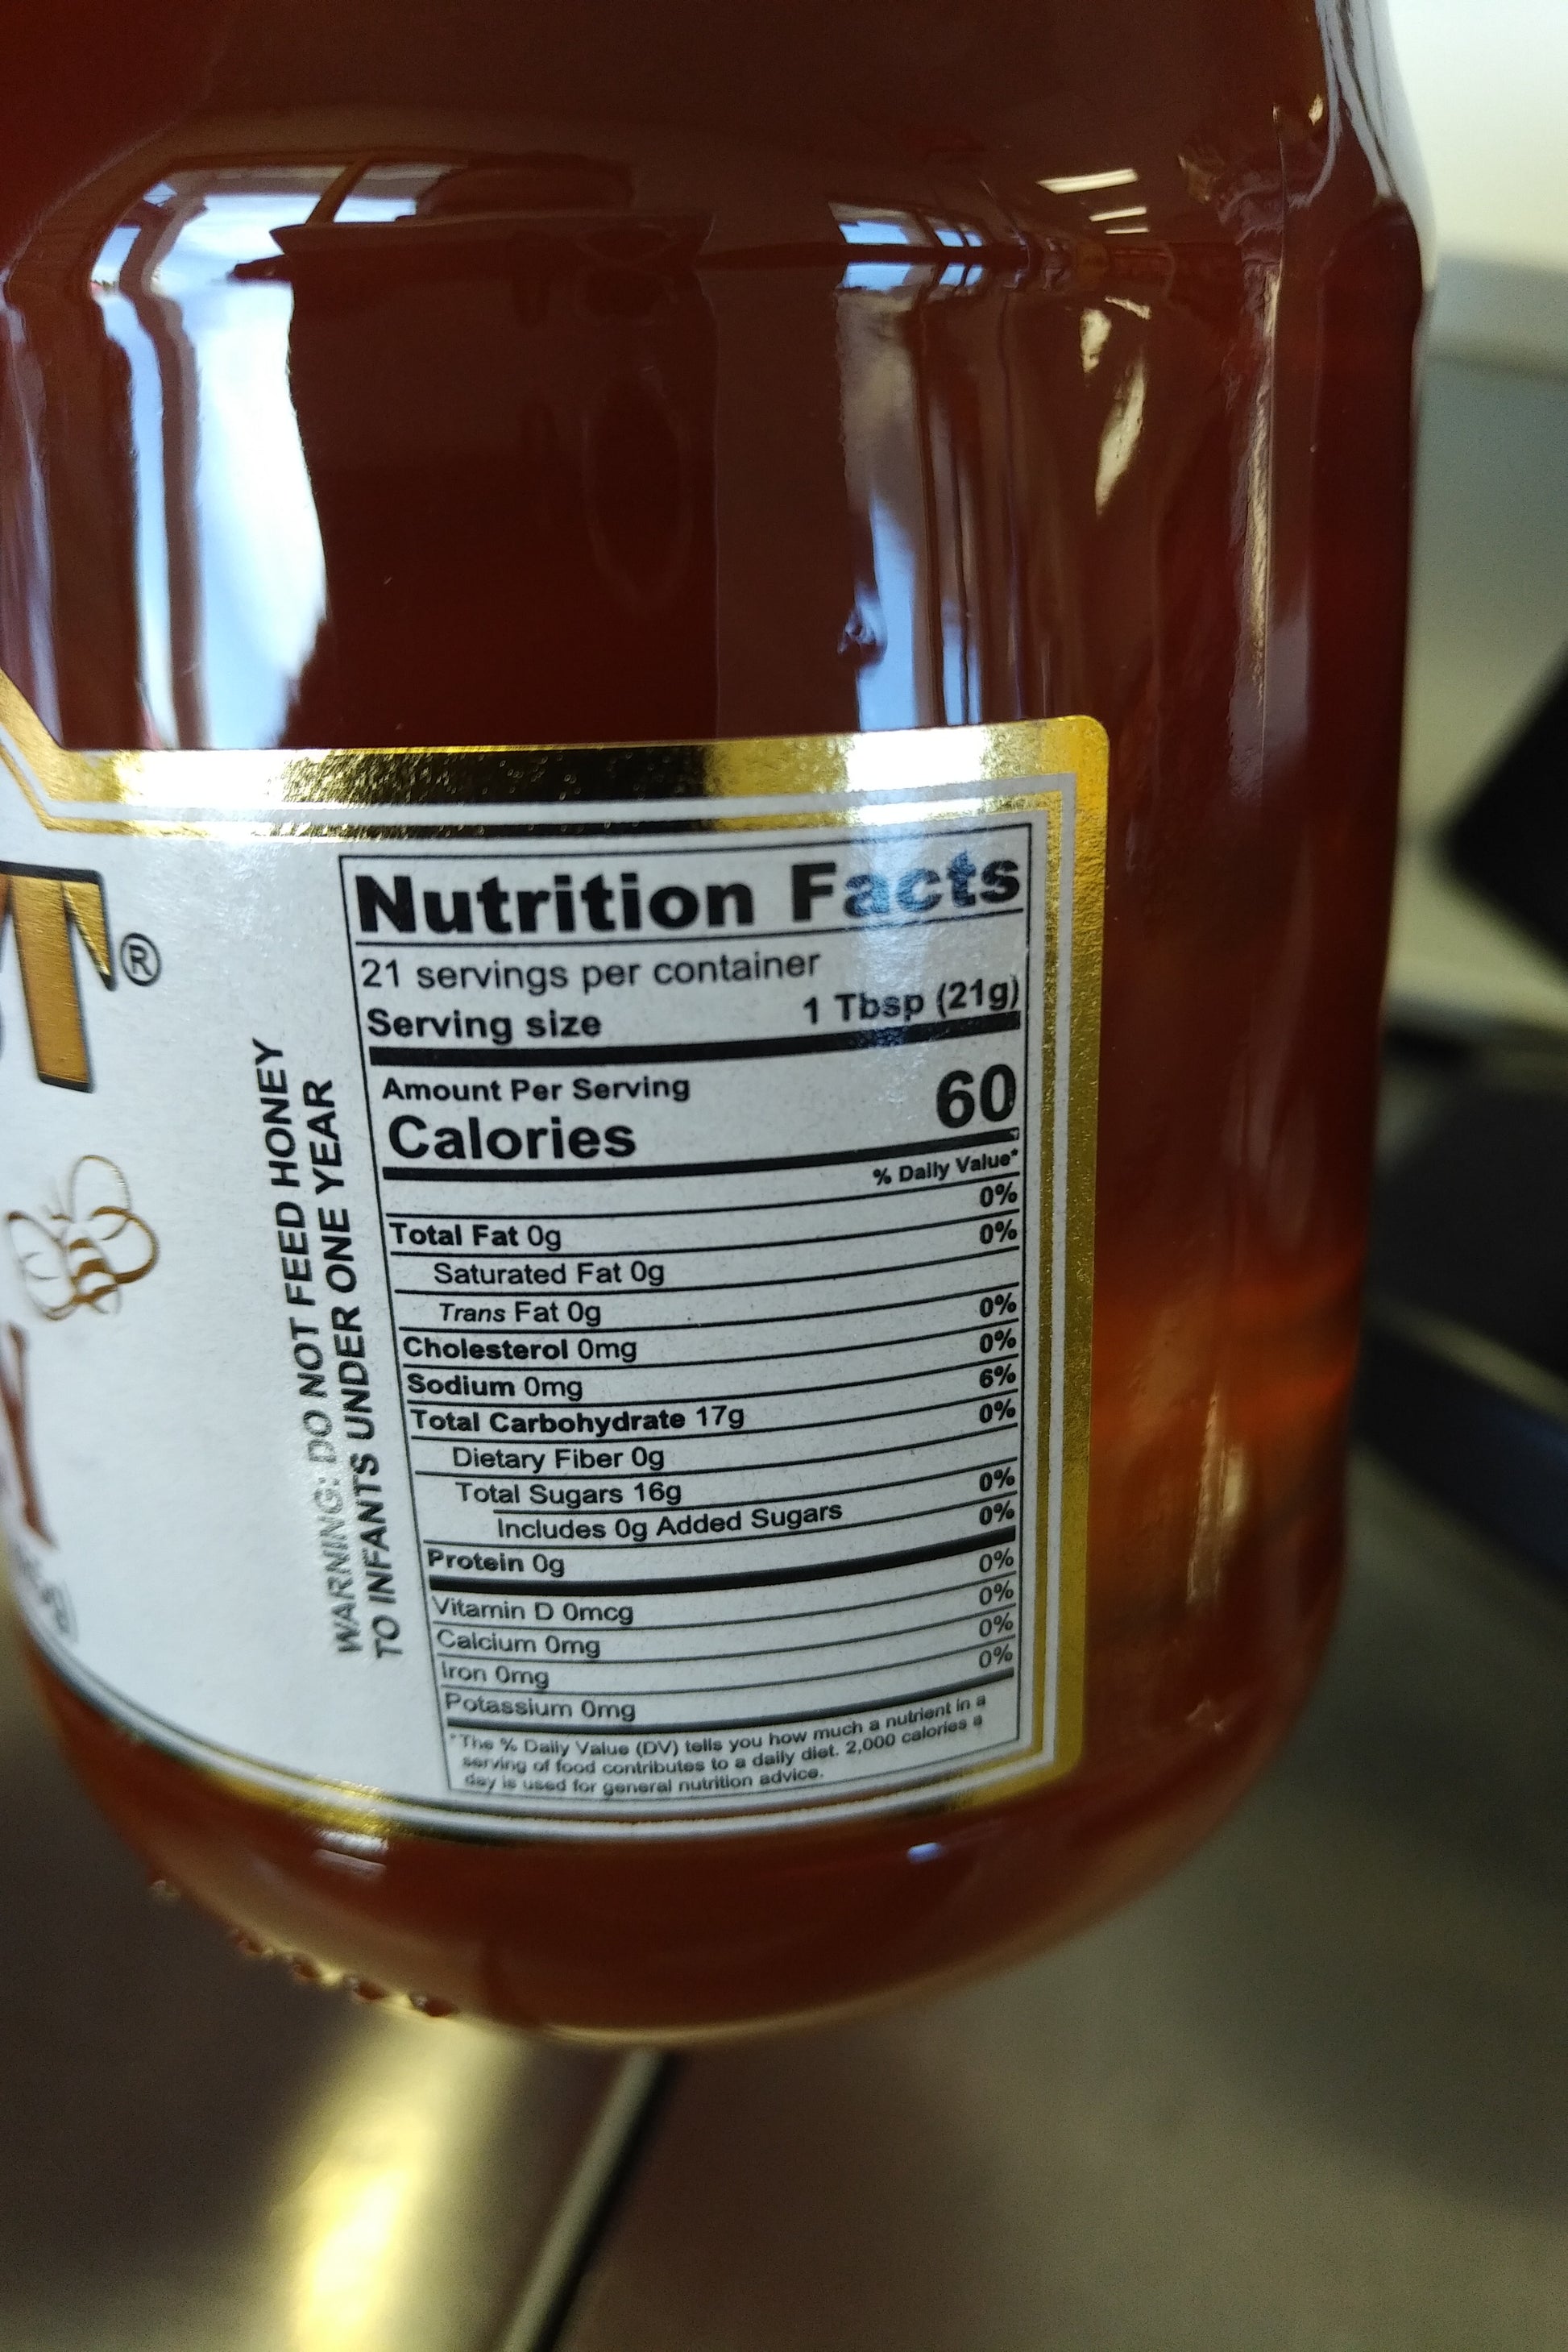 ®
WARNING: DO NOT FEED HONEY
TO INFANTS UNDER ONE YEAR
Nutrition Facts
21 servings per container
Serving size 1 Tbsp (21g)
Amount Per Serving
Calories 60
% Daily Value*
Total Fat 0g 0%
Saturated Fat 0g 0%
Trans Fat 0g
Cholesterol 0mg 0%
Sodium 0mg 0%
Total Carbohydrate 17g 6%
Dietary Fiber 0g 0%
Total Sugars 16g
Includes 0g Added Sugars 0%
Protein 0g 0%
Vitamin D 0mcg 0%
Calcium 0mg 0%
Iron 0mg 0%
Potassium 0mg 0%
*The % Daily Value (DV) tells you how much a nutrient in a
serving of food contributes to a daily diet. 2,000 calories a
day is used for general nutrition advice.